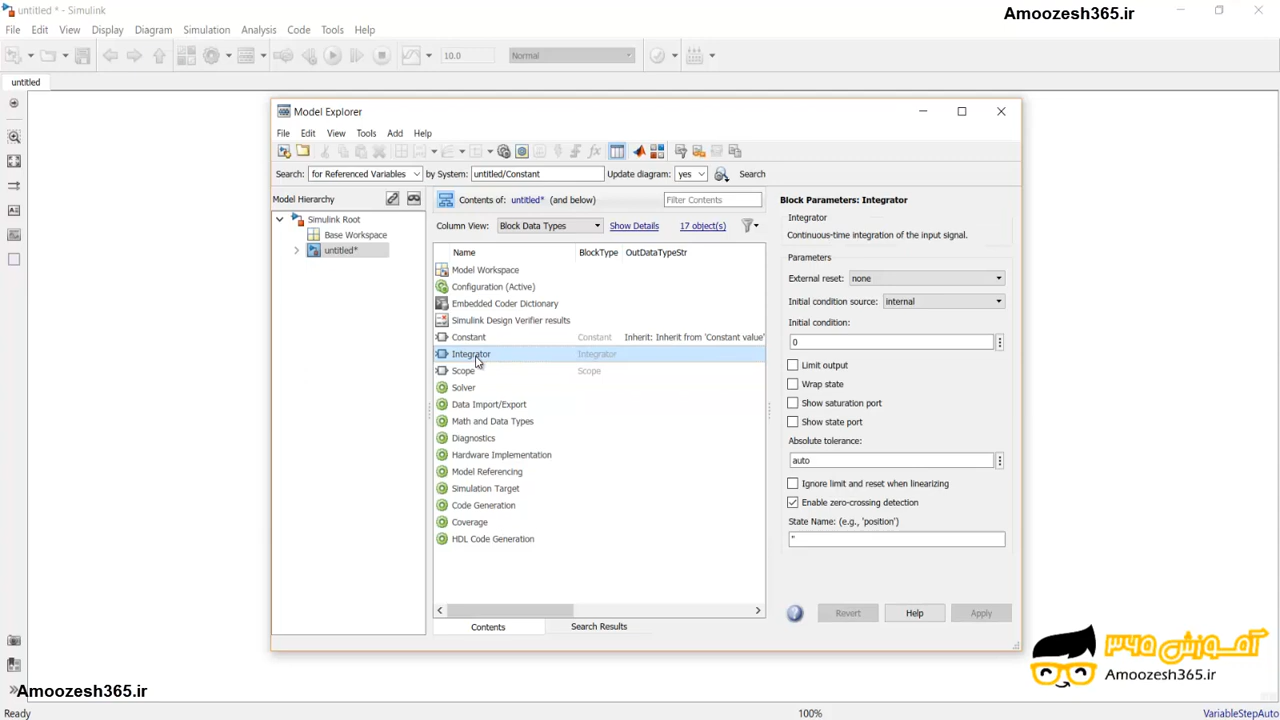 untitled * - Simulink
Amoozesh365.ir
File Edit View Display Diagram Simulation Analysis Code Tools Help
10.0 Normal
untitled
Model Explorer
File Edit View Tools Add Help
Search: for Referenced Variables by System: untitled/Constant Update diagram: yes Search
Model Hierarchy
Simulink Root
Base Workspace
untitled*
Contents of: untitled* (and below) Filter Contents
Column View: Block Data Types Show Details 17 object(s)
Name BlockType OutDataTypeStr
Model Workspace
Configuration (Active)
Embedded Coder Dictionary
Simulink Design Verifier results
Constant Constant Inherit: Inherit from 'Constant value'
Integrator Integrator
Scope Scope
Solver
Data Import/Export
Math and Data Types
Diagnostics
Hardware Implementation
Model Referencing
Simulation Target
Code Generation
Coverage
HDL Code Generation
Contents Search Results
Block Parameters: Integrator
Integrator
Continuous-time integration of the input signal.
Parameters
External reset: none
Initial condition source: internal
Initial condition:
0
Limit output
Wrap state
Show saturation port
Show state port
Absolute tolerance:
auto
Ignore limit and reset when linearizing
Enable zero-crossing detection
State Name: (e.g., 'position')
''
Revert Help Apply
آموزش ۳۶۵
Amoozesh365.ir
Amoozesh365.ir
Ready 100% VariableStepAuto